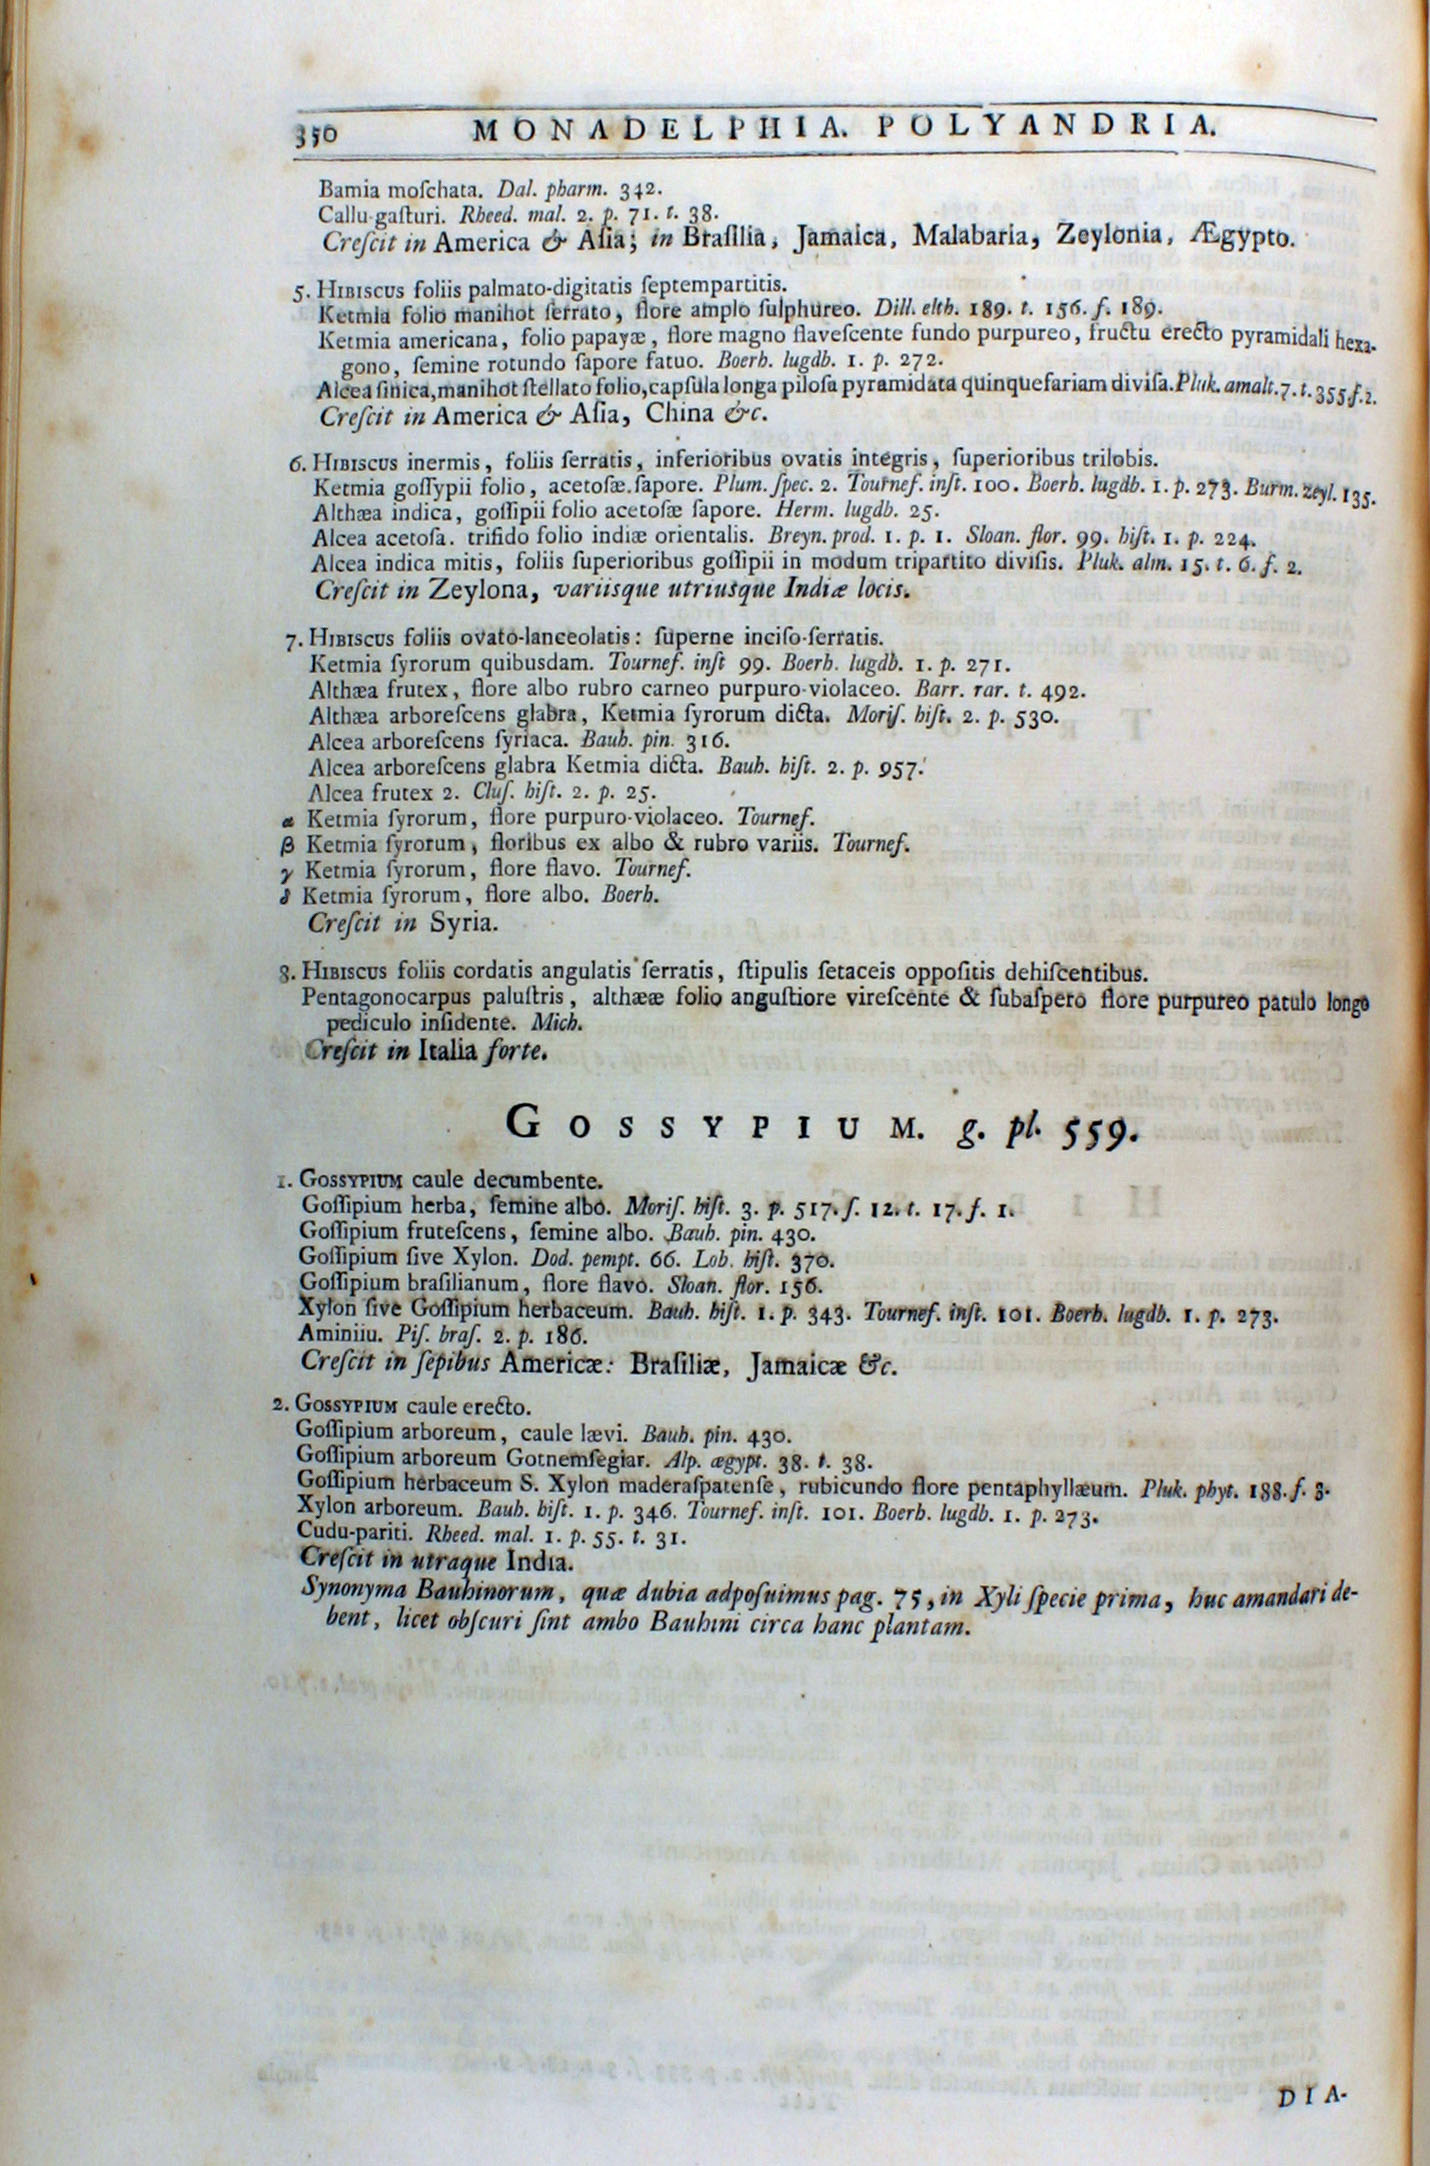 350 MONADELPHIA. POLYANDRIA.
Bamia moſchata. Dal. pharm. 342.
Callu-gaſturi. Rheed. mal. 2. p. 71. t. 38.
Creſcit in America & Aſia; in Braſilia, Jamaica, Malabaria, Zeylonia, Ægypto.
5. HIBISCUS foliis palmato-digitatis ſeptempartitis.
Ketmia folio manihot ſerrato, flore amplo ſulphureo. Dill. elth. 189. t. 156. f. 189.
Ketmia americana, folio papayæ, flore magno flaveſcente fundo purpureo, fructu erecto pyramidali hexa-
gono, ſemine rotundo ſapore fatuo. Boerh. lugdb. 1. p. 272.
Alcea ſinica, manihot ſtellato folio, capſula longa piloſa pyramidata quinquefariam diviſa. Pluk. amalt. 7. t. 355. f. 2.
Creſcit in America & Aſia, China &c.
6. HIBISCUS inermis, foliis ſerratis, inferioribus ovatis integris, ſuperioribus trilobis.
Ketmia goſſypii folio, acetoſæ ſapore. Plum. ſpec. 2. Tournef. inſt. 100. Boerh. lugdb. 1. p. 273. Burm. zeyl. 135.
Althæa indica, goſſipii folio acetoſæ ſapore. Herm. lugdb. 25.
Alcea acetoſa. trifido folio indiæ orientalis. Breyn. prod. 1. p. 1. Sloan. flor. 99. hiſt. 1. p. 224.
Alcea indica mitis, foliis ſuperioribus goſſipii in modum tripartito diviſis. Pluk. alm. 15. t. 6. f. 2.
Creſcit in Zeylona, variisque utriusque Indiæ locis.
7. HIBISCUS foliis ovato-lanceolatis: ſuperne inciſo-ſerratis.
Ketmia ſyrorum quibusdam. Tournef. inſt 99. Boerh. lugdb. 1. p. 271.
Althæa frutex, flore albo rubro carneo purpuro-violaceo. Barr. rar. t. 492.
Althæa arboreſcens glabra, Ketmia ſyrorum dicta. Moriſ. hiſt. 2. p. 530.
Alcea arboreſcens ſyriaca. Bauh. pin. 316.
Alcea arboreſcens glabra Ketmia dicta. Bauh. hiſt. 2. p. 957.
Alcea frutex 2. Cluſ. hiſt. 2. p. 25.
α Ketmia ſyrorum, flore purpuro-violaceo. Tournef.
β Ketmia ſyrorum, floribus ex albo & rubro variis. Tournef.
γ Ketmia ſyrorum, flore flavo. Tournef.
δ Ketmia ſyrorum, flore albo. Boerh.
Creſcit in Syria.
8. HIBISCUS foliis cordatis angulatis ſerratis, ſtipulis ſetaceis oppoſitis dehiſcentibus.
Pentagonocarpus paluſtris, althææ folio anguſtiore vireſcente & ſubaſpero flore purpureo patulo longo
pediculo inſidente. Mich.
Creſcit in Italia forte.
GOSSYPIUM. g. pl. 559.
1. GOSSYPIUM caule decumbente.
Goſſipium herba, ſemine albo. Moriſ. hiſt. 3. p. 517. ſ. 12. t. 17. f. 1.
Goſſipium fruteſcens, ſemine albo. Bauh. pin. 430.
Goſſipium ſive Xylon. Dod. pempt. 66. Lob. hiſt. 370.
Goſſipium braſilianum, flore flavo. Sloan. flor. 156.
Xylon ſive Goſſipium herbaceum. Bauh. hiſt. 1. p. 343. Tournef. inſt. 101. Boerh. lugdb. 1. p. 273.
Aminiiu. Piſ. braſ. 2. p. 186.
Creſcit in ſepibus Americæ: Braſiliæ, Jamaicæ &c.
2. GOSSYPIUM caule erecto.
Goſſipium arboreum, caule lævi. Bauh. pin. 430.
Goſſipium arboreum Gotnemſegiar. Alp. ægypt. 38. t. 38.
Goſſipium herbaceum S. Xylon maderaſpatenſe, rubicundo flore pentaphyllæum. Pluk. phyt. 188. f. 3.
Xylon arboreum. Bauh. hiſt. 1. p. 346. Tournef. inſt. 101. Boerh. lugdb. 1. p. 273.
Cudu-pariti. Rheed. mal. 1. p. 55. t. 31.
Creſcit in utraque India.
Synonyma Bauhinorum, quæ dubia adpoſuimus pag. 75, in Xyli ſpecie prima, huc amandari de-
bent, licet obſcuri ſint ambo Bauhini circa hanc plantam.
DIA-